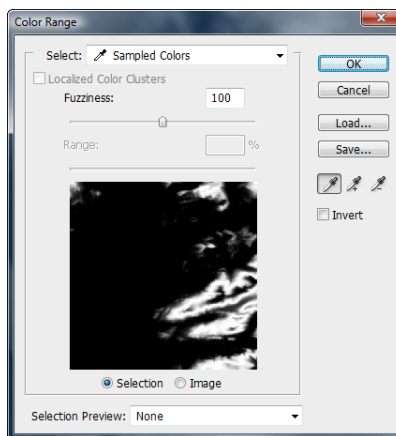 Color Range
Select: Sampled Colors
OK
Localized Color Clusters
Cancel
Fuzziness: 100
Load...
Range: %
Save...
Invert
Selection Image
Selection Preview: None